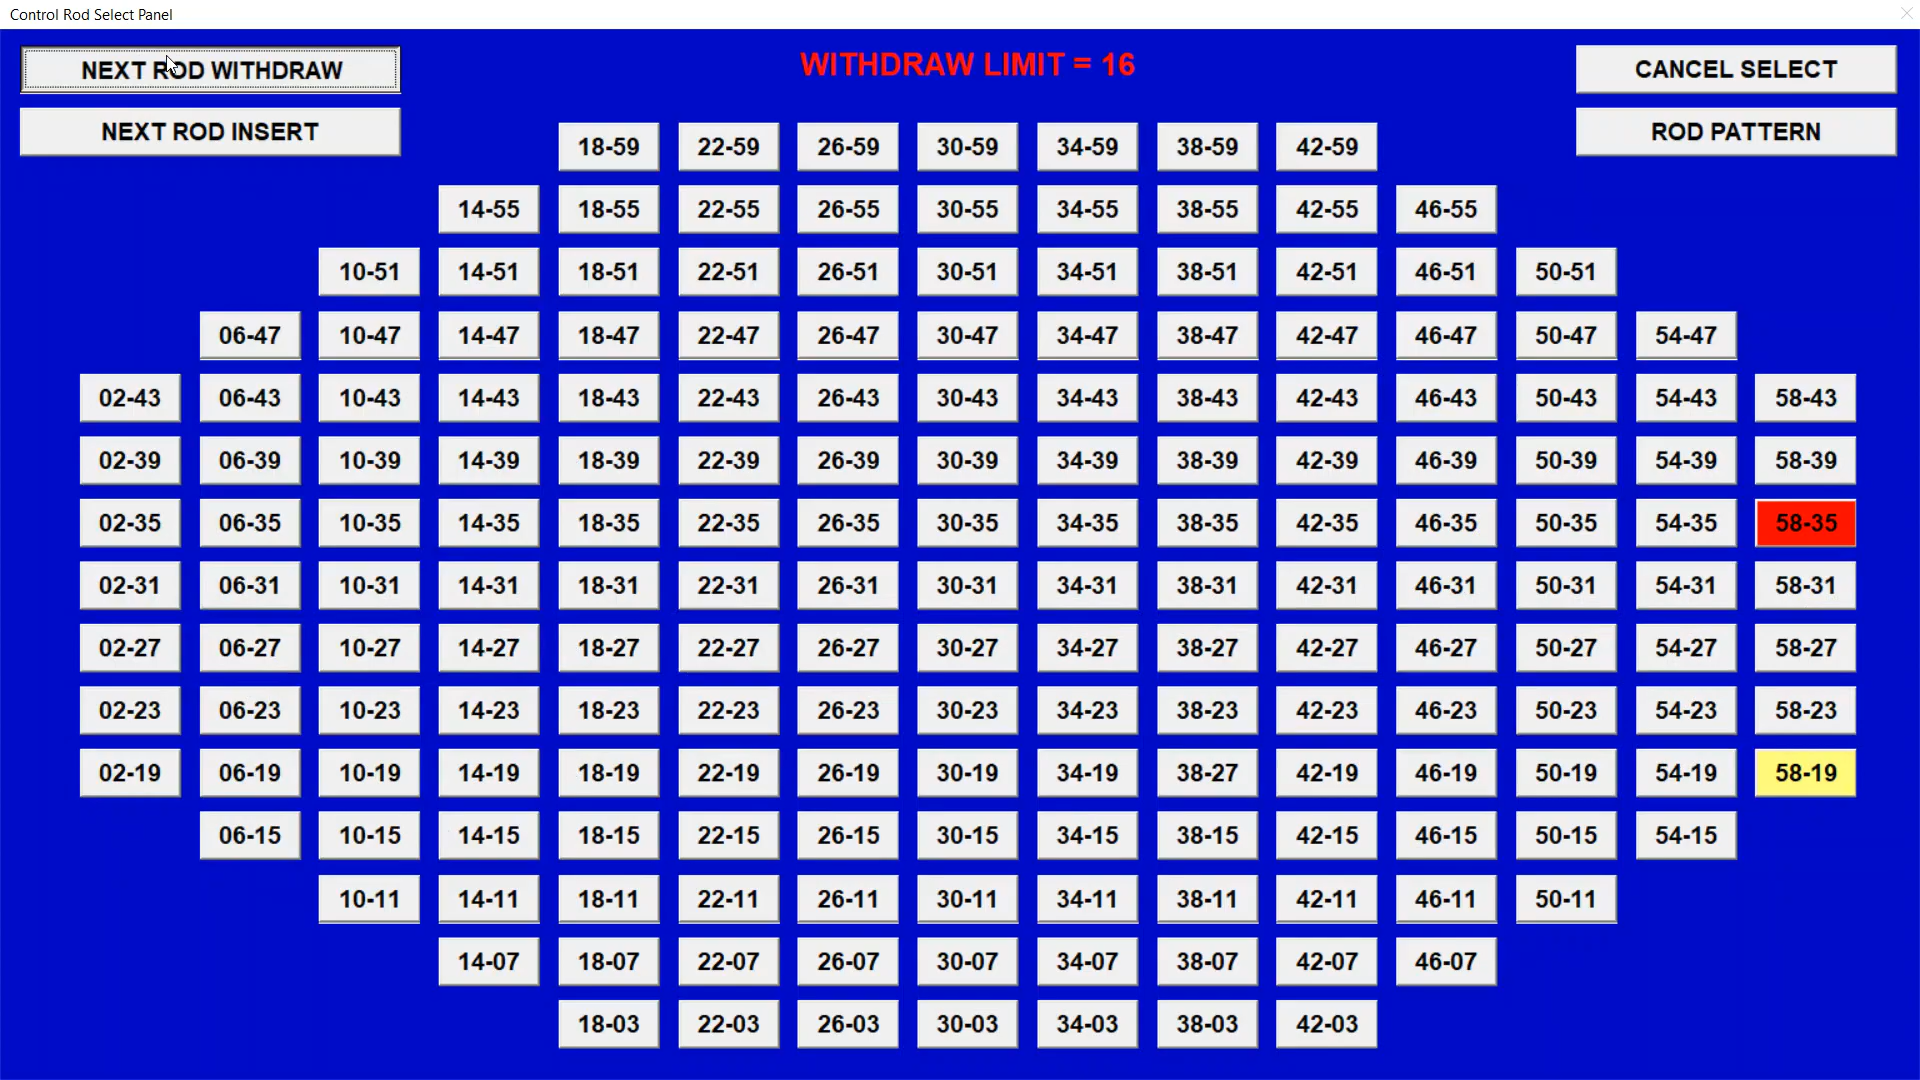 Control Rod Select Panel
NEXT ROD WITHDRAW
WITHDRAW LIMIT = 16
CANCEL SELECT
NEXT ROD INSERT
ROD PATTERN
18-59 22-59 26-59 30-59 34-59 38-59 42-59
14-55 18-55 22-55 26-55 30-55 34-55 38-55 42-55 46-55
10-51 14-51 18-51 22-51 26-51 30-51 34-51 38-51 42-51 46-51 50-51
06-47 10-47 14-47 18-47 22-47 26-47 30-47 34-47 38-47 42-47 46-47 50-47 54-47
02-43 06-43 10-43 14-43 18-43 22-43 26-43 30-43 34-43 38-43 42-43 46-43 50-43 54-43 58-43
02-39 06-39 10-39 14-39 18-39 22-39 26-39 30-39 34-39 38-39 42-39 46-39 50-39 54-39 58-39
02-35 06-35 10-35 14-35 18-35 22-35 26-35 30-35 34-35 38-35 42-35 46-35 50-35 54-35 58-35
02-31 06-31 10-31 14-31 18-31 22-31 26-31 30-31 34-31 38-31 42-31 46-31 50-31 54-31 58-31
02-27 06-27 10-27 14-27 18-27 22-27 26-27 30-27 34-27 38-27 42-27 46-27 50-27 54-27 58-27
02-23 06-23 10-23 14-23 18-23 22-23 26-23 30-23 34-23 38-23 42-23 46-23 50-23 54-23 58-23
02-19 06-19 10-19 14-19 18-19 22-19 26-19 30-19 34-19 38-27 42-19 46-19 50-19 54-19 58-19
06-15 10-15 14-15 18-15 22-15 26-15 30-15 34-15 38-15 42-15 46-15 50-15 54-15
10-11 14-11 18-11 22-11 26-11 30-11 34-11 38-11 42-11 46-11 50-11
14-07 18-07 22-07 26-07 30-07 34-07 38-07 42-07 46-07
18-03 22-03 26-03 30-03 34-03 38-03 42-03